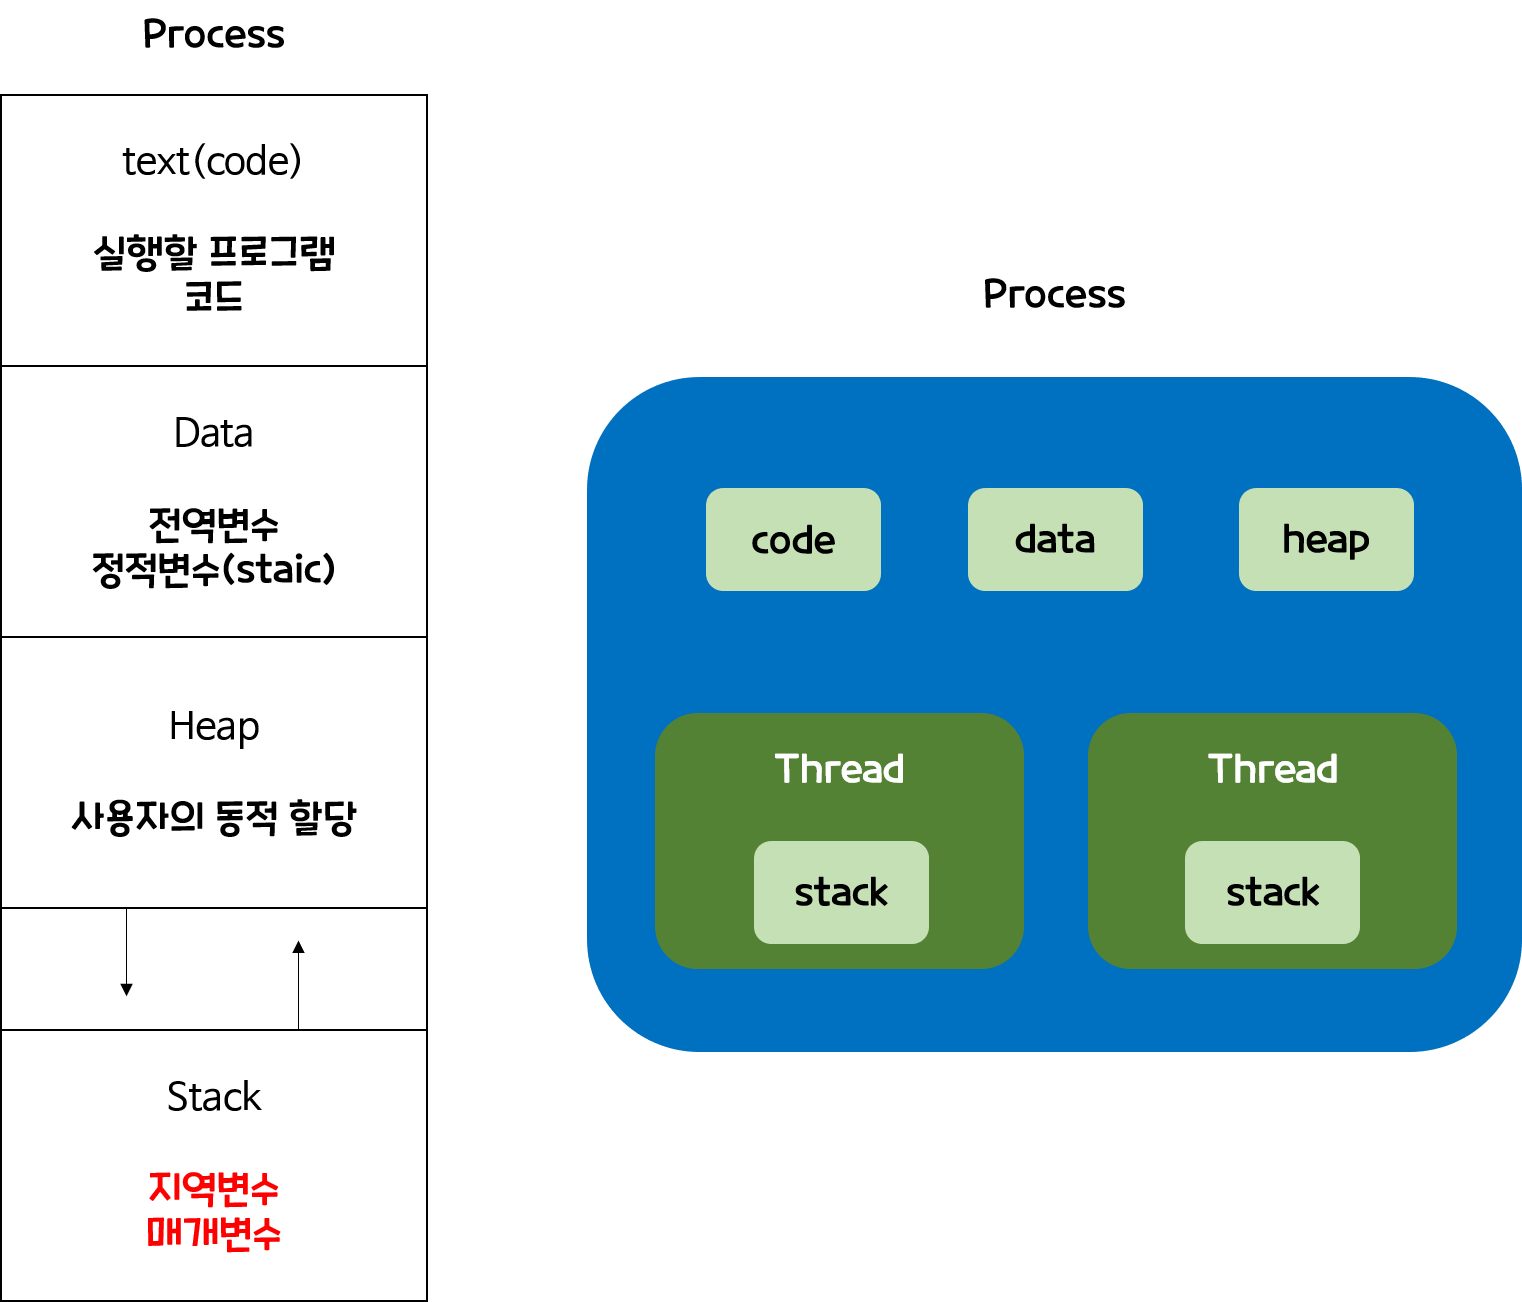 Process
text(code)
실행할 프로그램
코드
Data
전역변수
정적변수(staic)
Heap
사용자의 동적 할당
Stack
지역변수
매개변수
Process
code
data
heap
Thread
Thread
stack
stack